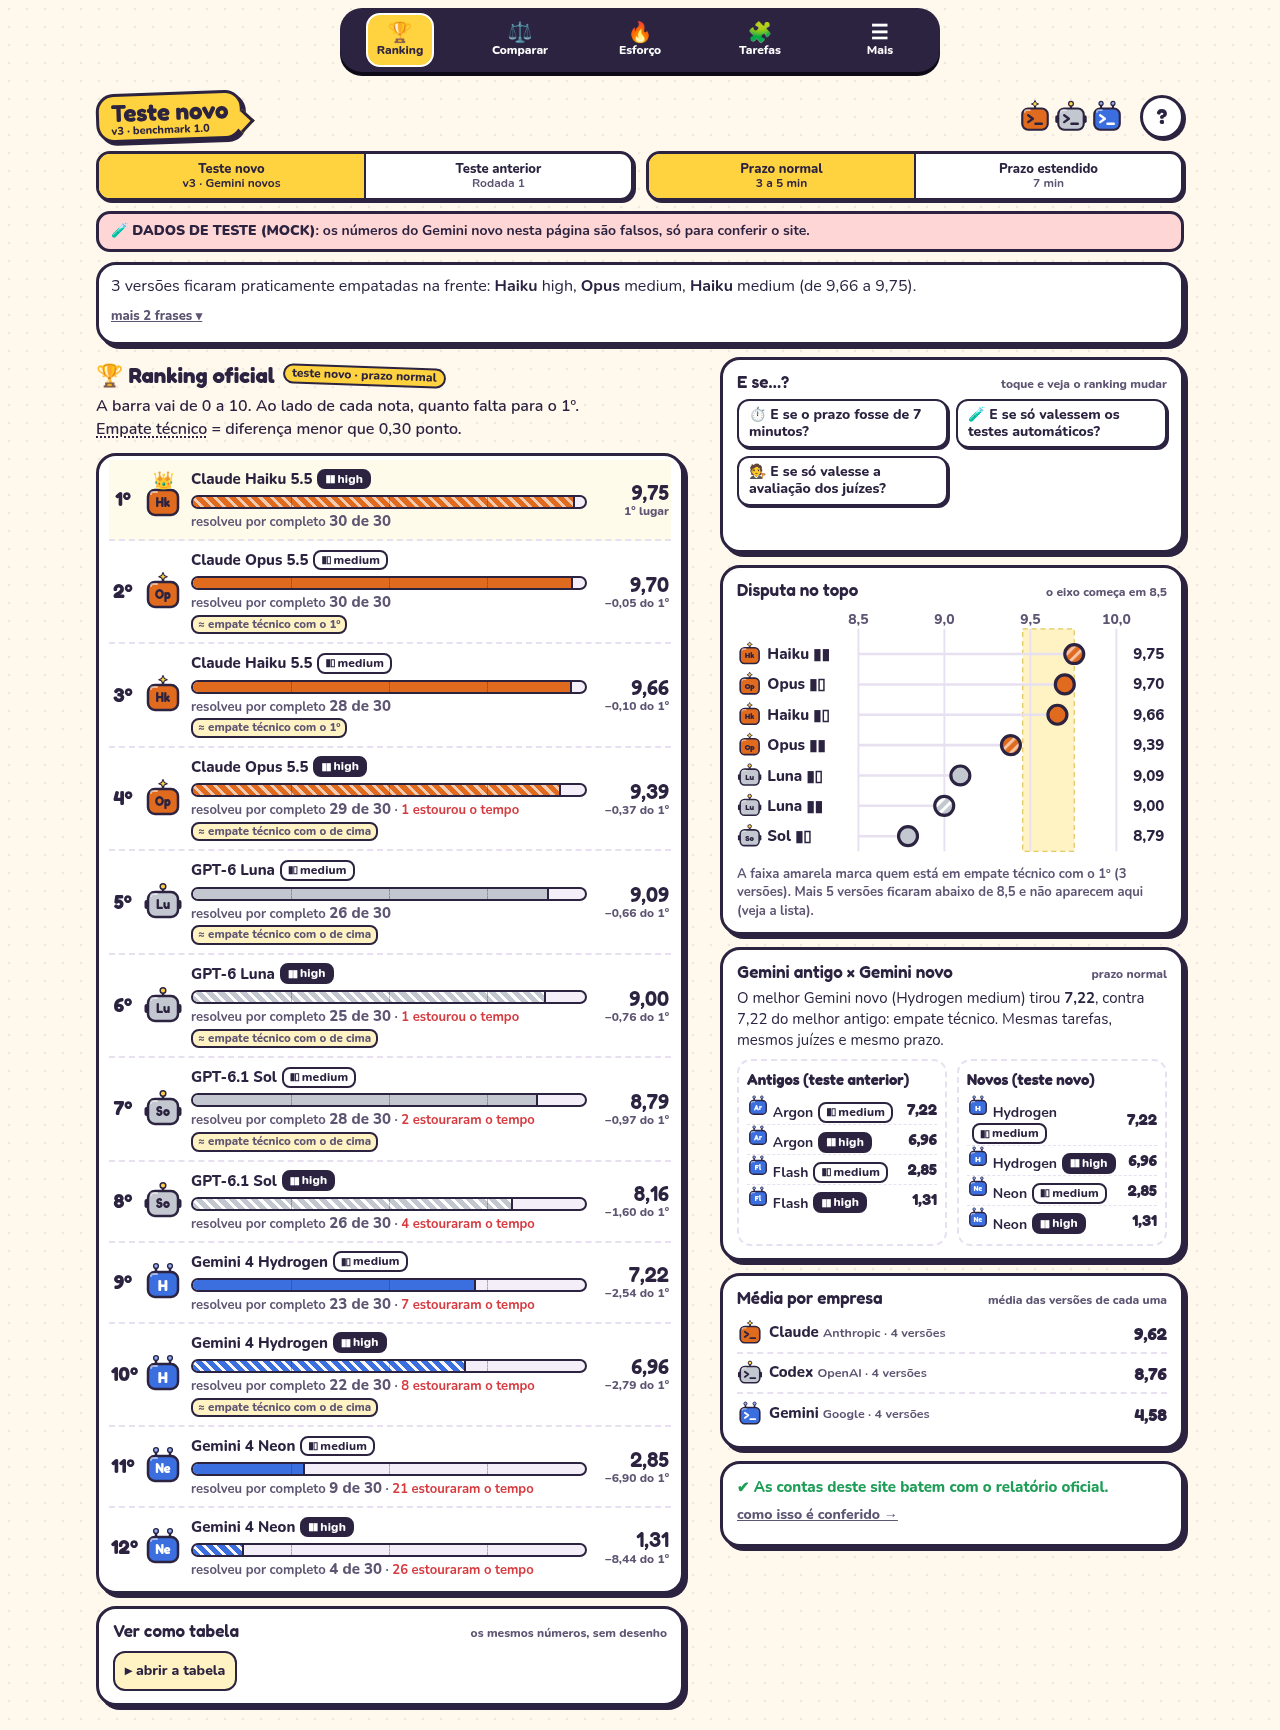 Ranking
Comparar
Esforço
Tarefas
Mais
Teste novo
v3 · benchmark 1.0
?
Teste novo
v3 · Gemini novos
Teste anterior
Rodada 1
Prazo normal
3 a 5 min
Prazo estendido
7 min
DADOS DE TESTE (MOCK): os números do Gemini novo nesta página são falsos, só para conferir o site.
3 versões ficaram praticamente empatadas na frente: Haiku high, Opus medium, Haiku medium (de 9,66 a 9,75).
mais 2 frases ▾
Ranking oficial
teste novo · prazo normal
A barra vai de 0 a 10. Ao lado de cada nota, quanto falta para o 1º.
Empate técnico = diferença menor que 0,30 ponto.
1º
Hk
Claude Haiku 5.5 high
resolveu por completo 30 de 30
9,75
1º lugar
2º
Op
Claude Opus 5.5 medium
resolveu por completo 30 de 30
≈ empate técnico com o 1º
9,70
−0,05 do 1º
3º
Hk
Claude Haiku 5.5 medium
resolveu por completo 28 de 30
≈ empate técnico com o 1º
9,66
−0,10 do 1º
4º
Op
Claude Opus 5.5 high
resolveu por completo 29 de 30 · 1 estourou o tempo
≈ empate técnico com o de cima
9,39
−0,37 do 1º
5º
Lu
GPT-6 Luna medium
resolveu por completo 26 de 30
≈ empate técnico com o de cima
9,09
−0,66 do 1º
6º
Lu
GPT-6 Luna high
resolveu por completo 25 de 30 · 1 estourou o tempo
≈ empate técnico com o de cima
9,00
−0,76 do 1º
7º
So
GPT-6.1 Sol medium
resolveu por completo 28 de 30 · 2 estouraram o tempo
≈ empate técnico com o de cima
8,79
−0,97 do 1º
8º
So
GPT-6.1 Sol high
resolveu por completo 26 de 30 · 4 estouraram o tempo
8,16
−1,60 do 1º
9º
H
Gemini 4 Hydrogen medium
resolveu por completo 23 de 30 · 7 estouraram o tempo
7,22
−2,54 do 1º
10º
H
Gemini 4 Hydrogen high
resolveu por completo 22 de 30 · 8 estouraram o tempo
≈ empate técnico com o de cima
6,96
−2,79 do 1º
11º
Ne
Gemini 4 Neon medium
resolveu por completo 9 de 30 · 21 estouraram o tempo
2,85
−6,90 do 1º
12º
Ne
Gemini 4 Neon high
resolveu por completo 4 de 30 · 26 estouraram o tempo
1,31
−8,44 do 1º
Ver como tabela
os mesmos números, sem desenho
▸ abrir a tabela
E se...?
toque e veja o ranking mudar
E se o prazo fosse de 7
minutos?
E se só valessem os
testes automáticos?
E se só valesse a
avaliação dos juízes?
Disputa no topo
o eixo começa em 8,5
8,5 9,0 9,5 10,0
Hk Haiku 9,75
Op Opus 9,70
Hk Haiku 9,66
Op Opus 9,39
Lu Luna 9,09
Lu Luna 9,00
So Sol 8,79
A faixa amarela marca quem está em empate técnico com o 1º (3
versões). Mais 5 versões ficaram abaixo de 8,5 e não aparecem aqui
(veja a lista).
Gemini antigo × Gemini novo
prazo normal
O melhor Gemini novo (Hydrogen medium) tirou 7,22, contra
7,22 do melhor antigo: empate técnico. Mesmas tarefas,
mesmos juízes e mesmo prazo.
Antigos (teste anterior)
Ar Argon medium 7,22
Ar Argon high 6,96
Fl Flash medium 2,85
Fl Flash high 1,31
Novos (teste novo)
H Hydrogen
medium
7,22
H Hydrogen high 6,96
Ne Neon medium 2,85
Ne Neon high 1,31
Média por empresa
média das versões de cada uma
Claude Anthropic · 4 versões 9,62
Codex OpenAI · 4 versões 8,76
Gemini Google · 4 versões 4,58
✔ As contas deste site batem com o relatório oficial.
como isso é conferido →